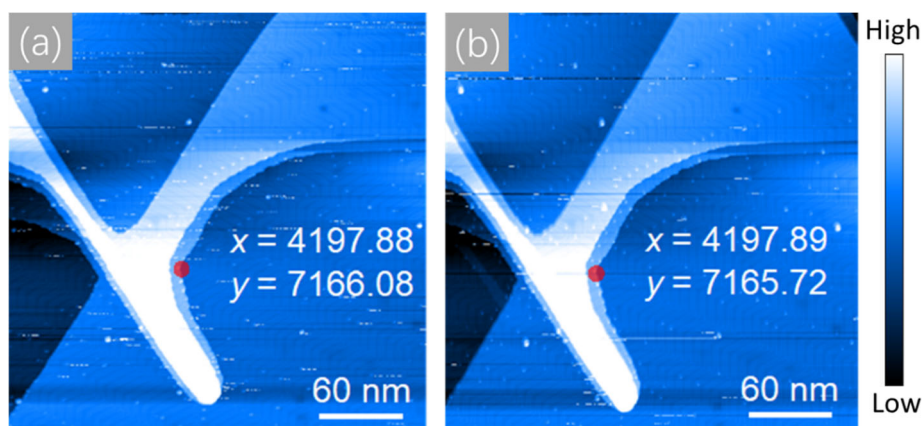 (a)
x = 4197.88
y = 7166.08
60 nm
(b)
x = 4197.89
y = 7165.72
60 nm
High
Low